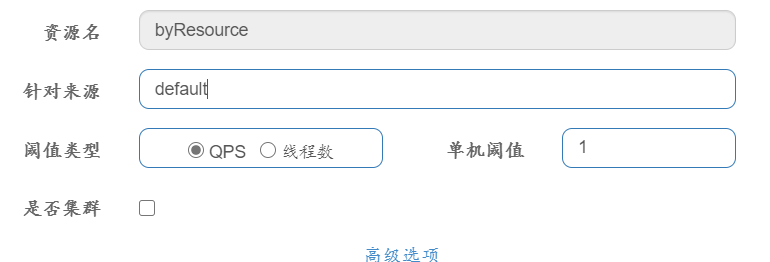 资源名 byResource
针对来源 default
阈值类型 QPS 线程数 单机阈值 1
是否集群
高级选项